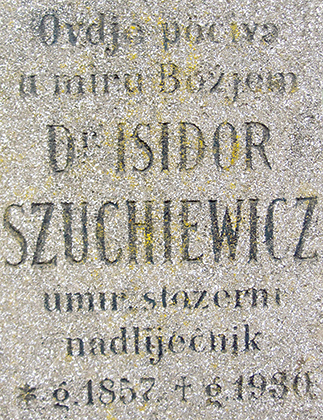 Ovdje počiva
u miru Božjem
Dr. ISIDOR
SZUCHIEWICZ
umir. stožerni
nadliječnik
* g. 1857. † g. 1930.